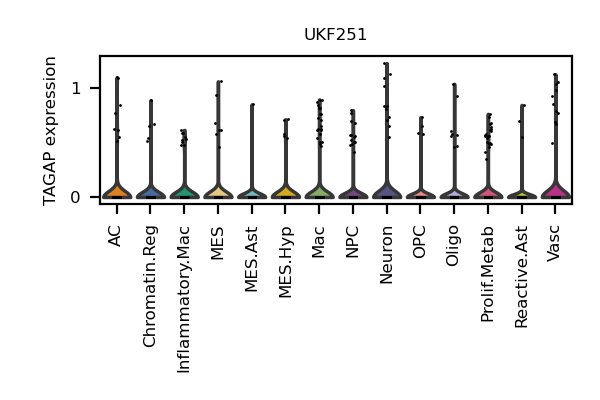 UKF251
TAGAP expression
1
0
AC
Chromatin.Reg
Inflammatory.Mac
MES
MES.Ast
MES.Hyp
Mac
NPC
Neuron
OPC
Oligo
Prolif.Metab
Reactive.Ast
Vasc